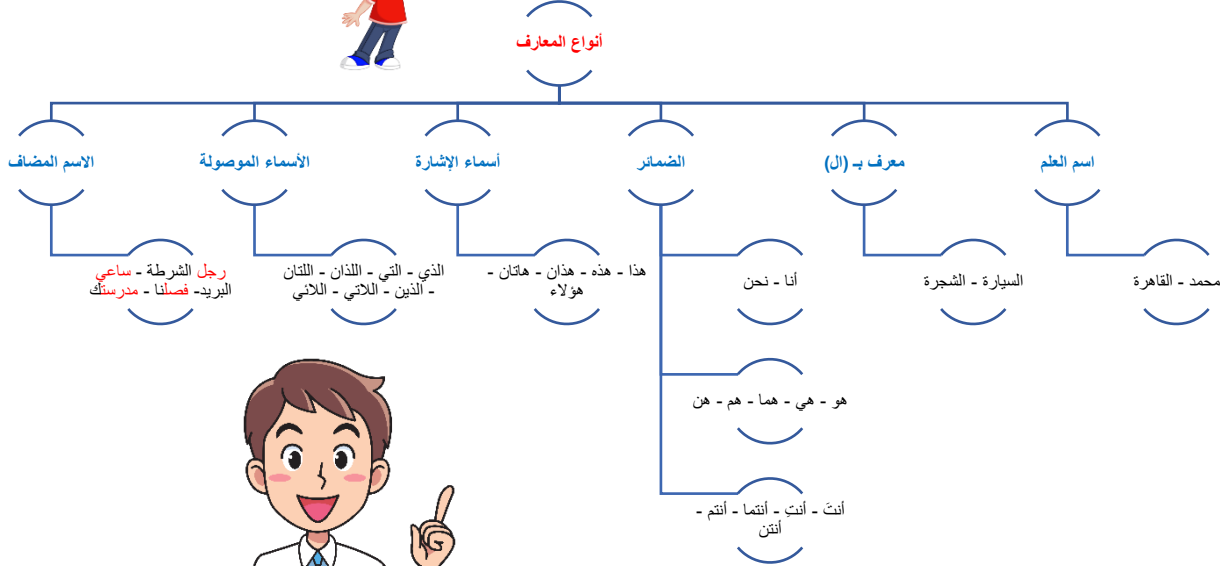 أنواع المعارف
اسم العلم
معرف بـ (ال)
الضمائر
أسماء الإشارة
الأسماء الموصولة
الاسم المضاف
محمد - القاهرة
السيارة - الشجرة
أنا - نحن
هذا - هذه - هذان - هاتان -
هؤلاء
الذي - التي - اللذان - اللتان
- الذين - اللاتي - اللائي
رجل الشرطة - ساعي
البريد- فصلنا - مدرستك
هو - هي - هما - هم - هن
أنتَ - أنتِ - أنتما - أنتم -
أنتن